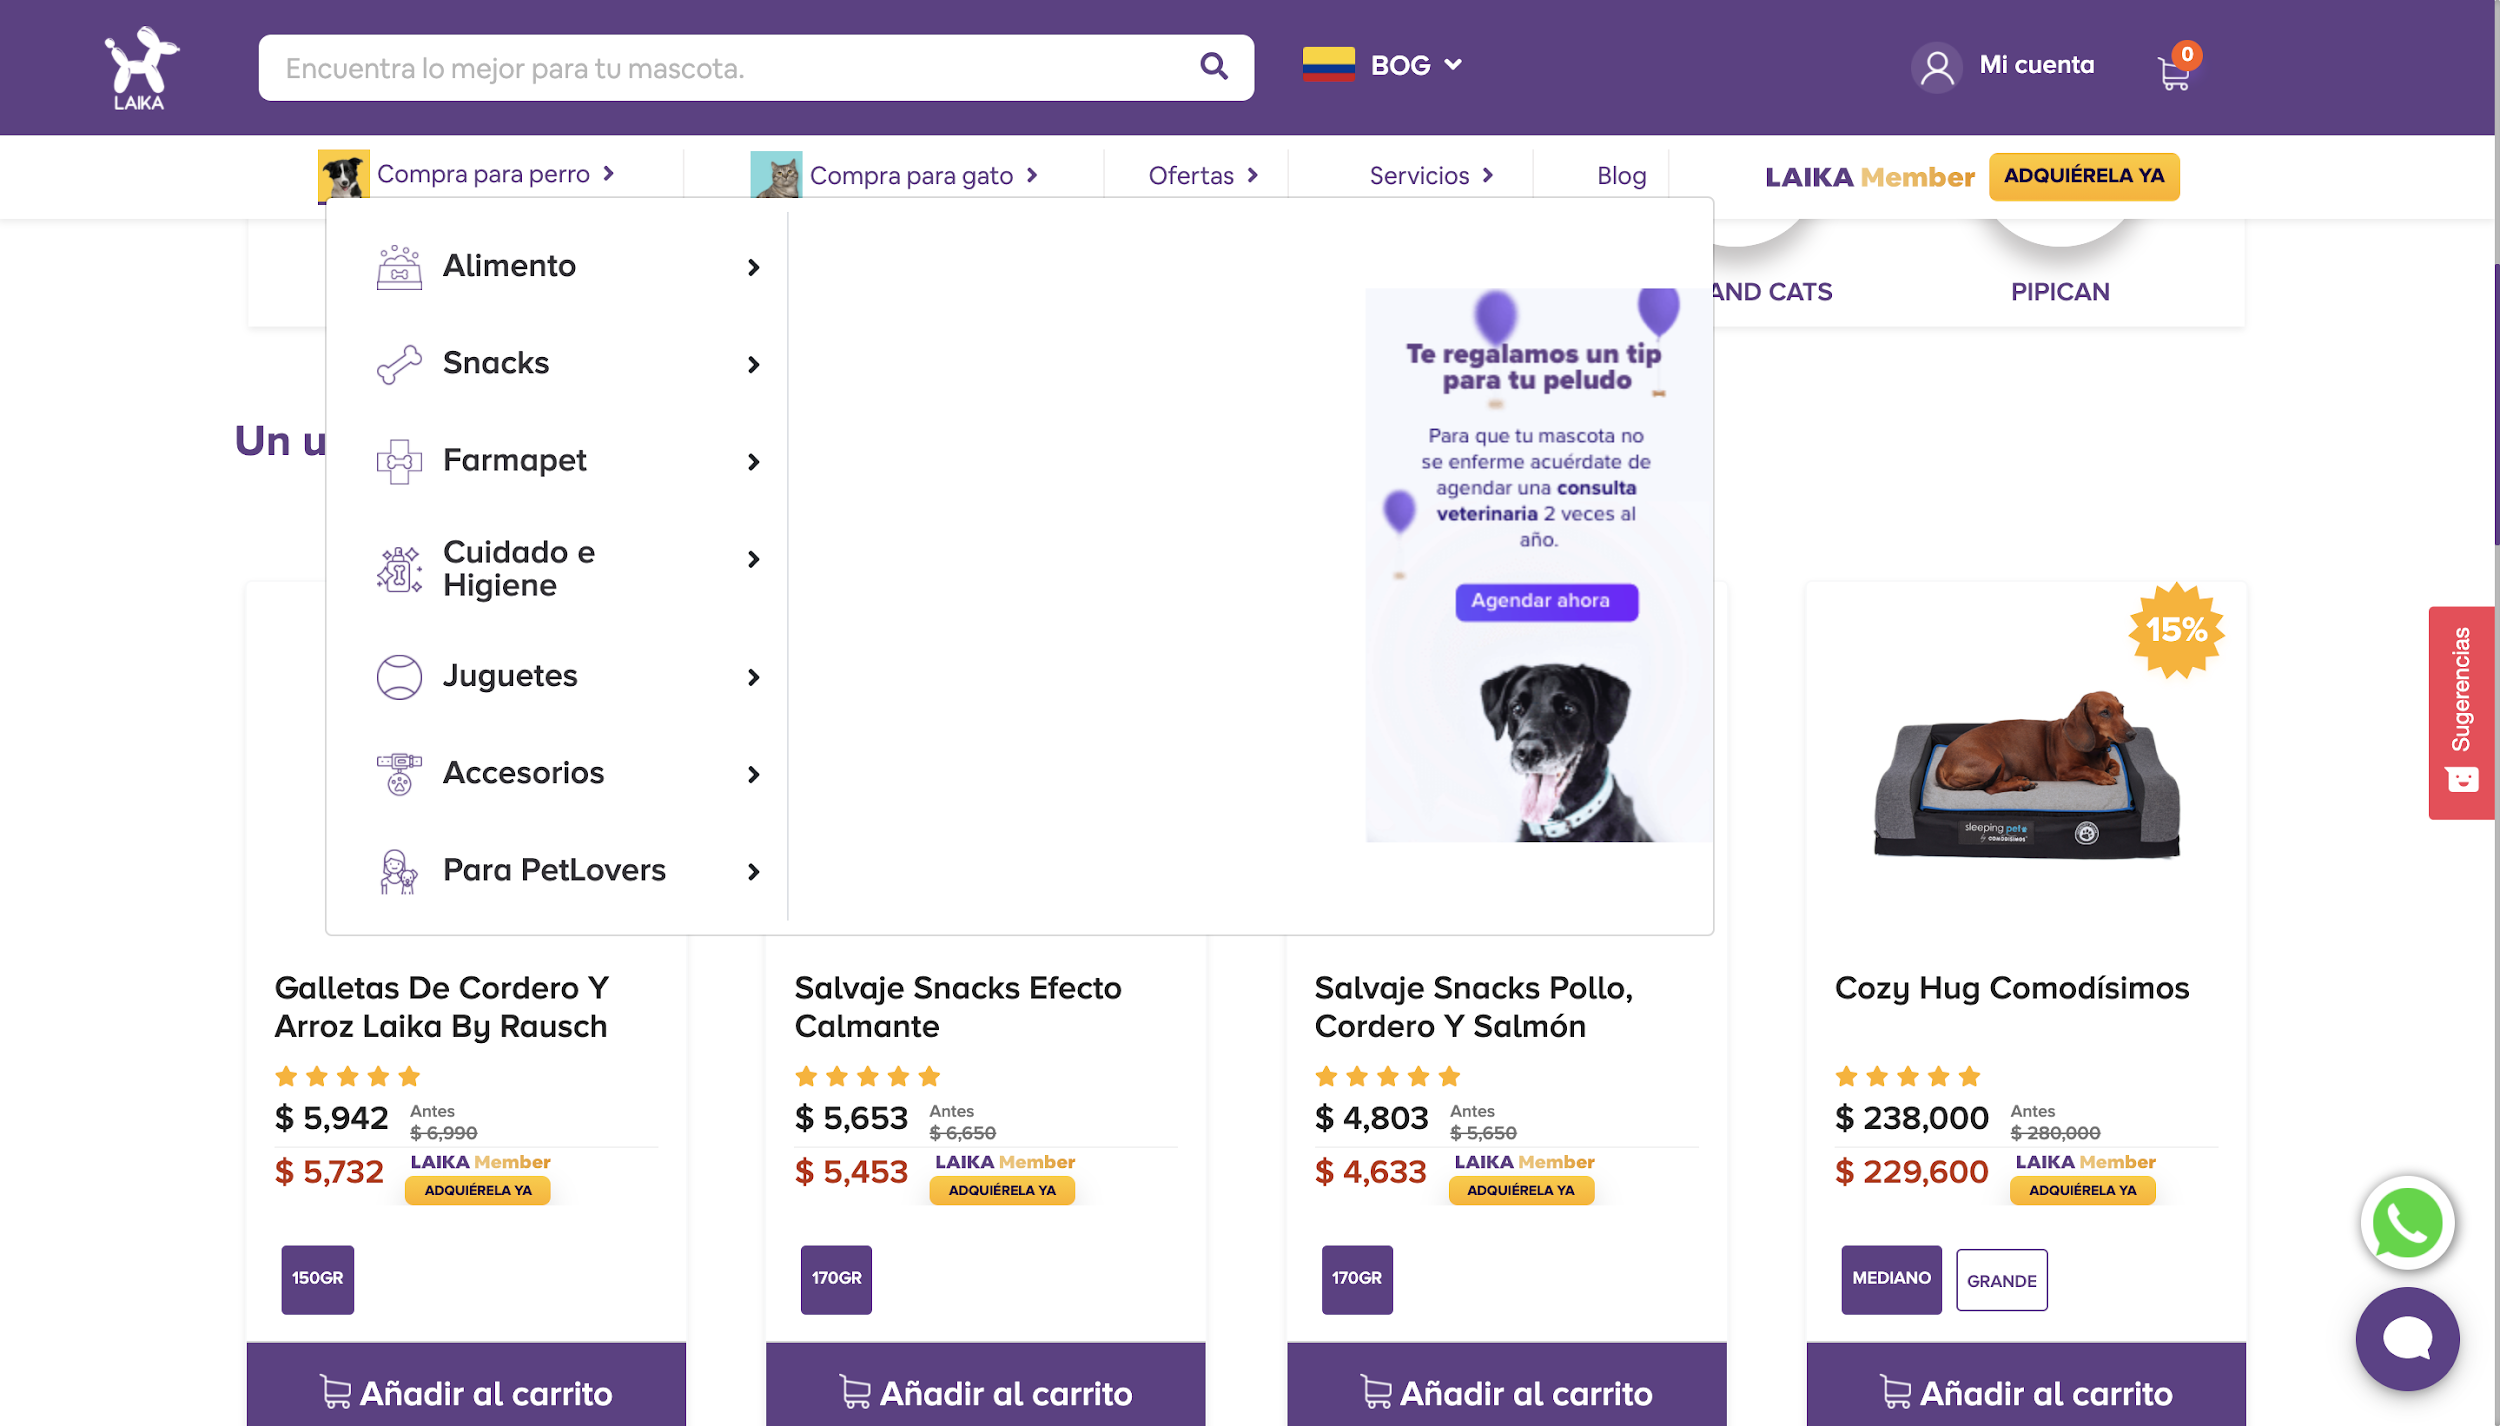 LAIKA
Encuentra lo mejor para tu mascota.
BOG
Mi cuenta
0
Compra para perro
Compra para gato
Ofertas
Servicios
Blog
LAIKA Member
ADQUIÉRELA YA
Alimento
Snacks
Farmapet
Cuidado e
Higiene
Juguetes
Accesorios
Para PetLovers
Te regalamos un tip
para tu peludo
Para que tu mascota no
se enferme acuérdate de
agendar una consulta
veterinaria 2 veces al
año.
Agendar ahora
AND CATS
PIPICAN
Un u
15%
sleeping pet
by COMODÍSIMOS
Sugerencias
Galletas De Cordero Y
Arroz Laika By Rausch
$ 5,942
Antes
$ 6,990
$ 5,732
LAIKA Member
ADQUIÉRELA YA
150GR
Añadir al carrito
Salvaje Snacks Efecto
Calmante
$ 5,653
Antes
$ 6,650
$ 5,453
LAIKA Member
ADQUIÉRELA YA
170GR
Añadir al carrito
Salvaje Snacks Pollo,
Cordero Y Salmón
$ 4,803
Antes
$ 5,650
$ 4,633
LAIKA Member
ADQUIÉRELA YA
170GR
Añadir al carrito
Cozy Hug Comodísimos
$ 238,000
Antes
$ 280,000
$ 229,600
LAIKA Member
ADQUIÉRELA YA
MEDIANO
GRANDE
Añadir al carrito